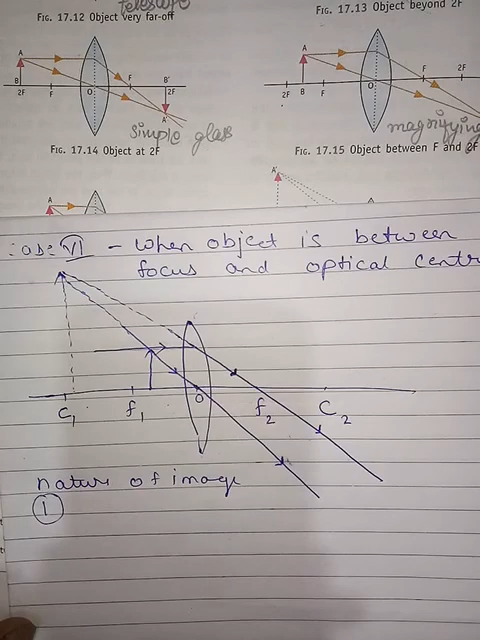 telescope
FIG. 17.12 Object very far-off
FIG. 17.13 Object beyond 2F
A
B
2F
F
O
F
B'
2F
A'
A
2F
B
F
O
F
2F
simple glass
magnifying
FIG. 17.14 Object at 2F
FIG. 17.15 Object between F and 2F
A
A'
case VI - When object is between
focus and optical centr
C1
f1
O
f2
C2
nature of image
1